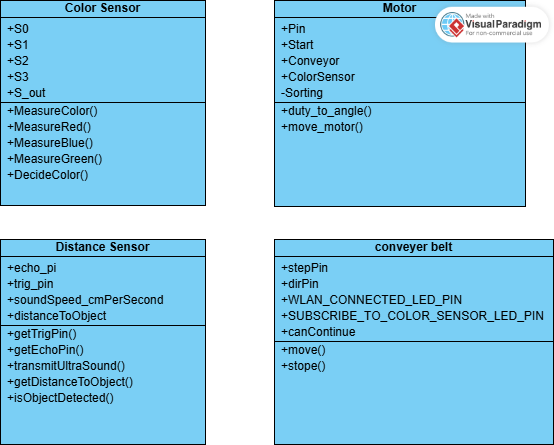 Color Sensor
+S0
+S1
+S2
+S3
+S_out
+MeasureColor()
+MeasureRed()
+MeasureBlue()
+MeasureGreen()
+DecideColor()
Motor
+Pin
+Start
+Conveyor
+ColorSensor
-Sorting
+duty_to_angle()
+move_motor()
Made with
VisualParadigm
For non-commercial use
Distance Sensor
+echo_pi
+trig_pin
+soundSpeed_cmPerSecond
+distanceToObject
+getTrigPin()
+getEchoPin()
+transmitUltraSound()
+getDistanceToObject()
+isObjectDetected()
conveyer belt
+stepPin
+dirPin
+WLAN_CONNECTED_LED_PIN
+SUBSCRIBE_TO_COLOR_SENSOR_LED_PIN
+canContinue
+move()
+stope()